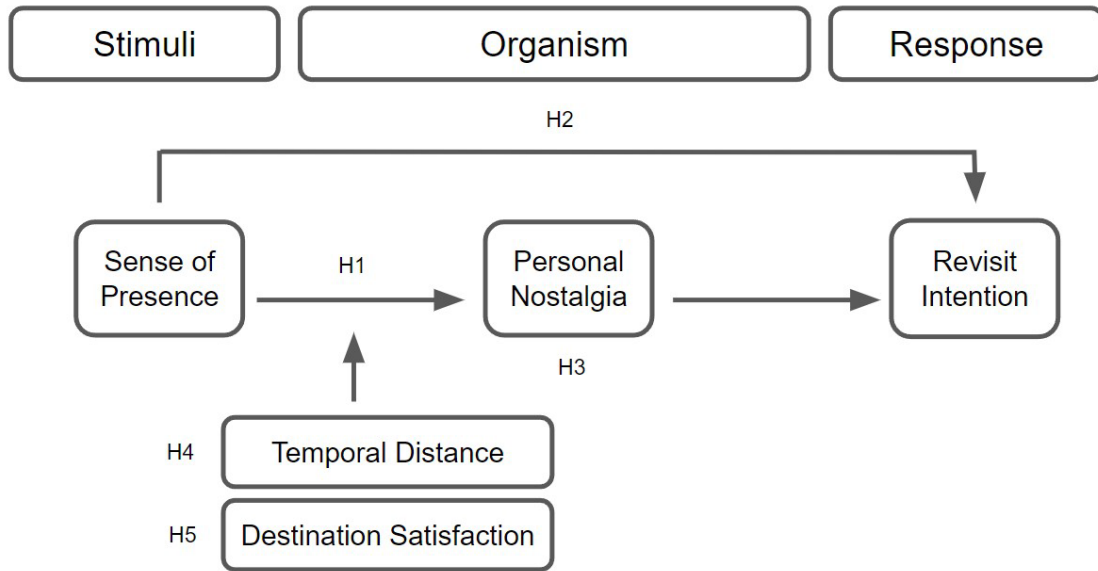 Stimuli
Organism
Response
H2
Sense of
Presence
H1
Personal
Nostalgia
Revisit
Intention
H3
H4
Temporal Distance
H5
Destination Satisfaction